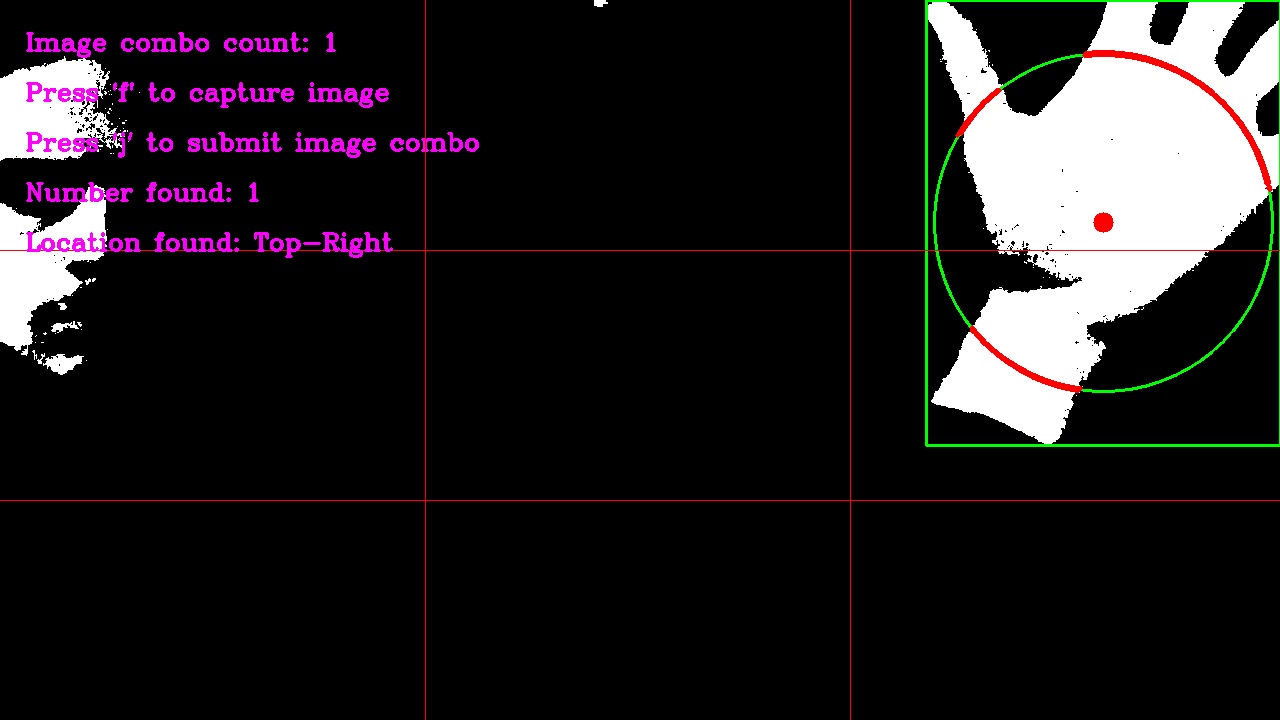 Image combo count: 1
Press 'f' to capture image
Press 'j' to submit image combo
Number found: 1
Location found: Top-Right